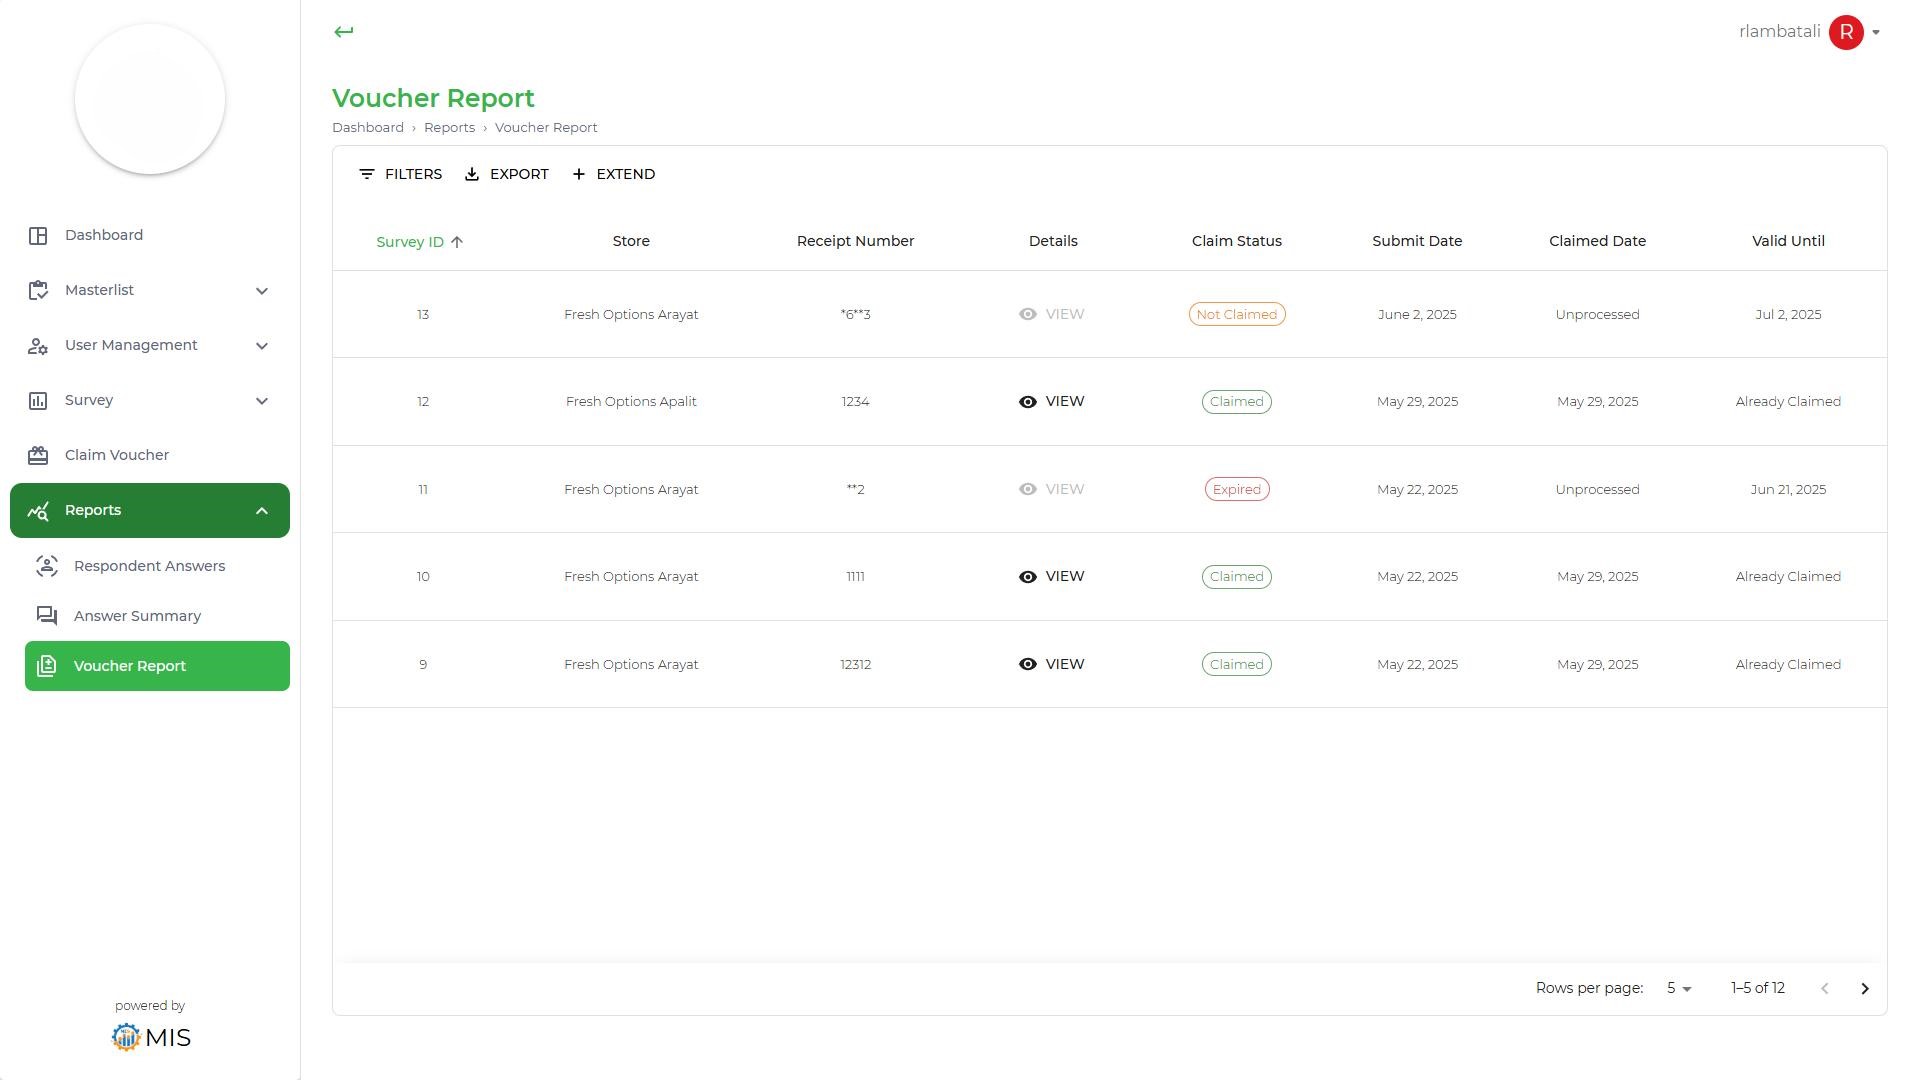 rlambatali
R
Voucher Report
Dashboard › Reports › Voucher Report
FILTERS EXPORT EXTEND
Survey ID Store Receipt Number Details Claim Status Submit Date Claimed Date Valid Until
13 Fresh Options Arayat *6**3 VIEW Not Claimed June 2, 2025 Unprocessed Jul 2, 2025
12 Fresh Options Apalit 1234 VIEW Claimed May 29, 2025 May 29, 2025 Already Claimed
11 Fresh Options Arayat **2 VIEW Expired May 22, 2025 Unprocessed Jun 21, 2025
10 Fresh Options Arayat 1111 VIEW Claimed May 22, 2025 May 29, 2025 Already Claimed
9 Fresh Options Arayat 12312 VIEW Claimed May 22, 2025 May 29, 2025 Already Claimed
Rows per page: 5 1–5 of 12
Dashboard
Masterlist
User Management
Survey
Claim Voucher
Reports
Respondent Answers
Answer Summary
Voucher Report
powered by
MIS